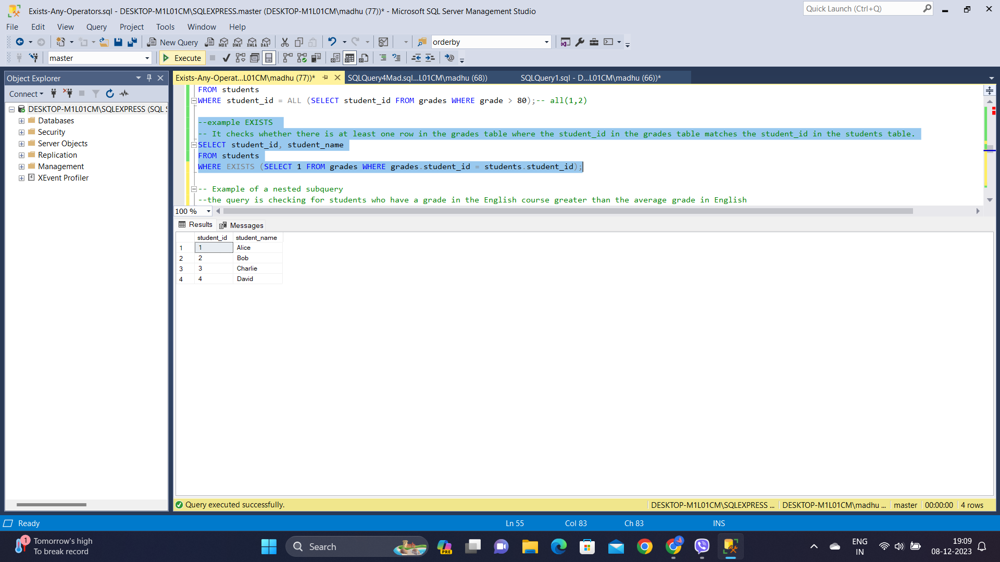 Exists-Any-Operators.sql - DESKTOP-M1L01CM\SQLEXPRESS.master (DESKTOP-M1L01CM\madhu (77))* - Microsoft SQL Server Management Studio
Quick Launch (Ctrl+Q)
File Edit View Query Project Tools Window Help
New Query MDX DMX XMLA DAX orderby
master Execute
Object Explorer
Connect
DESKTOP-M1L01CM\SQLEXPRESS (SQL S
Databases
Security
Server Objects
Replication
Management
XEvent Profiler
Exists-Any-Operat...L01CM\madhu (77))* SQLQuery4Mad.sql...L01CM\madhu (68)) SQLQuery1.sql - D...L01CM\madhu (66))*
FROM students
WHERE student_id = ALL (SELECT student_id FROM grades WHERE grade > 80);-- all(1,2)
--example EXISTS
-- It checks whether there is at least one row in the grades table where the student_id in the grades table matches the student_id in the students table.
SELECT student_id, student_name
FROM students
WHERE EXISTS (SELECT 1 FROM grades WHERE grades.student_id = students.student_id);
-- Example of a nested subquery
--the query is checking for students who have a grade in the English course greater than the average grade in English
100 %
Results Messages
student_id student_name
1 1 Alice
2 2 Bob
3 3 Charlie
4 4 David
Query executed successfully. DESKTOP-M1L01CM\SQLEXPRESS ... DESKTOP-M1L01CM\madhu ... master 00:00:00 4 rows
Ready Ln 55 Col 83 Ch 83 INS
1 Tomorrow's high
To break record
Search
PRE
ENG
IN
19:09
08-12-2023